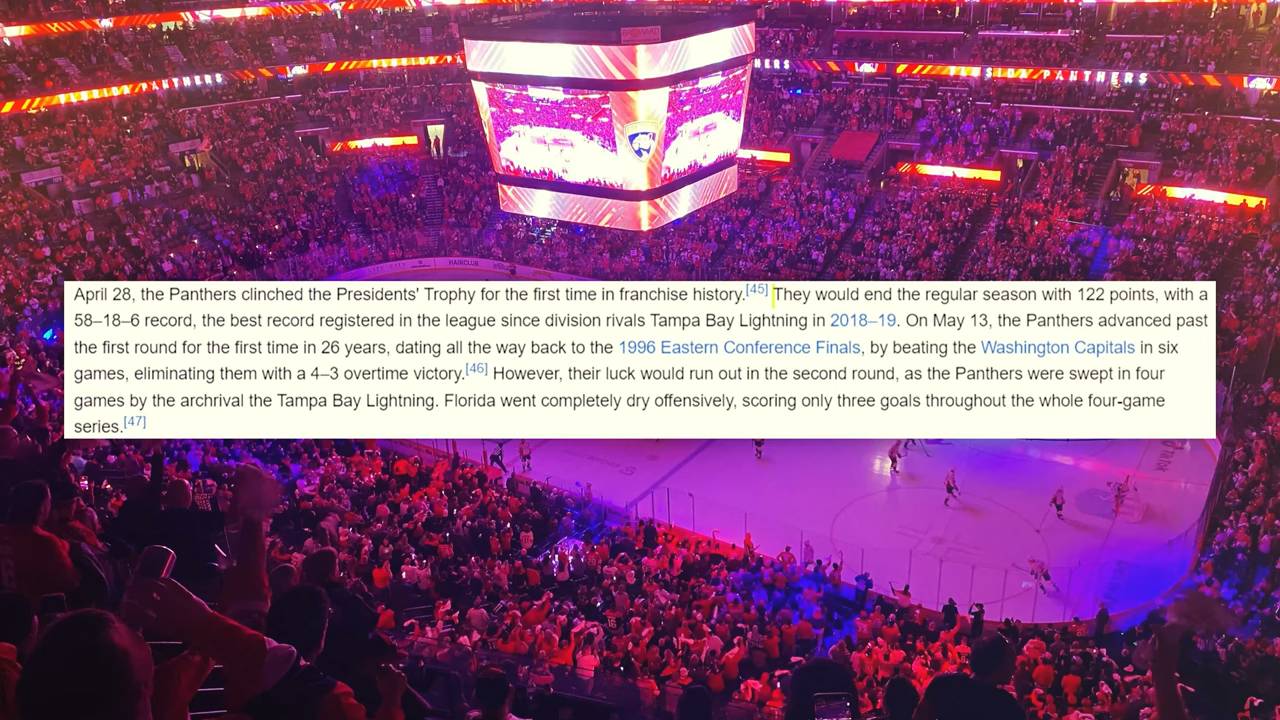 BROWARD
PANTHERS
HERS
IDA PANTHERS
HAIRCLUB
April 28, the Panthers clinched the Presidents' Trophy for the first time in franchise history.[45] They would end the regular season with 122 points, with a
58–18–6 record, the best record registered in the league since division rivals Tampa Bay Lightning in 2018–19. On May 13, the Panthers advanced past
the first round for the first time in 26 years, dating all the way back to the 1996 Eastern Conference Finals, by beating the Washington Capitals in six
games, eliminating them with a 4–3 overtime victory.[46] However, their luck would run out in the second round, as the Panthers were swept in four
games by the archrival the Tampa Bay Lightning. Florida went completely dry offensively, scoring only three goals throughout the whole four-game
series.[47]
TikTok